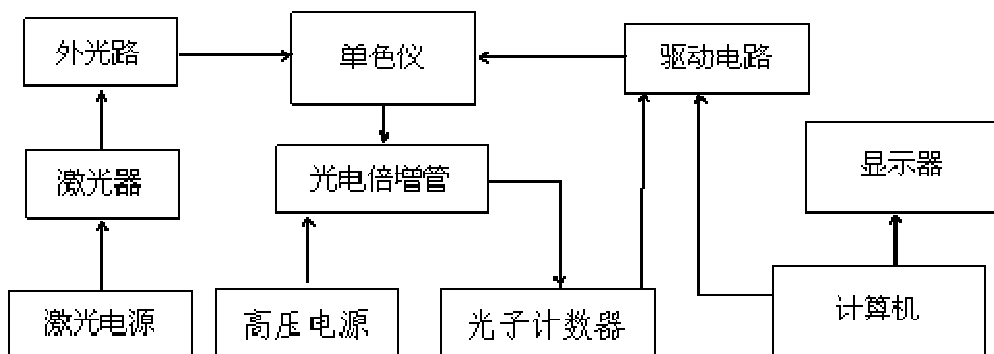 外光路
单色仪
驱动电路
激光器
光电倍增管
显示器
激光电源
高压电源
光子计数器
计算机